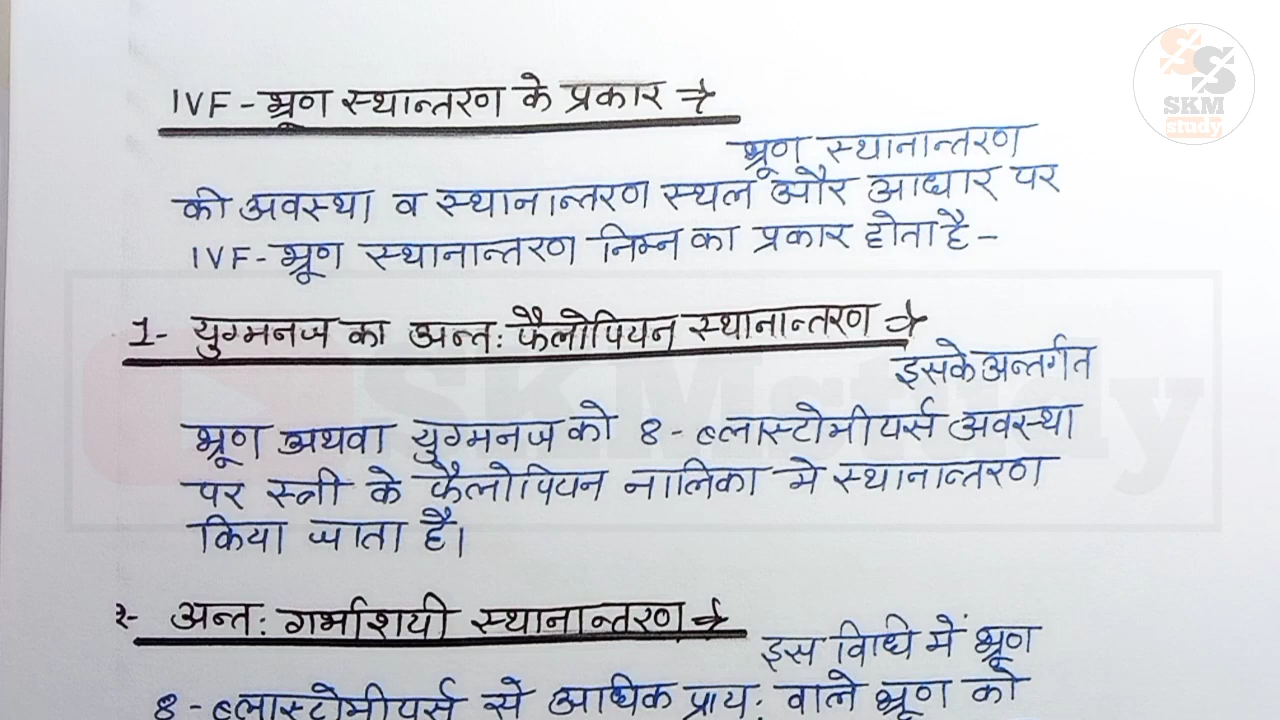 SKM
study
IVF-भ्रूण स्थान्तरण के प्रकार →
भ्रूण स्थानान्तरण
की अवस्था व स्थानान्तरण स्थल और आधार पर
IVF-भ्रूण स्थानान्तरण निम्न का प्रकार होता है-
1- युग्मनज का अन्त: फैलोपियन स्थानान्तरण →
इसके अन्तर्गत
भ्रूण अथवा युग्मनज को 8-ब्लास्टोमीयर्स अवस्था
पर स्त्री के फैलोपियन नालिका मे स्थानान्तरण
किया जाता है।
SKMstudy
२- अन्त: गर्भाशयी स्थानान्तरण →
इस विधि में भ्रूण
8-ब्लास्टोमीयर्स से अधिक प्राय: वाले भ्रूण को